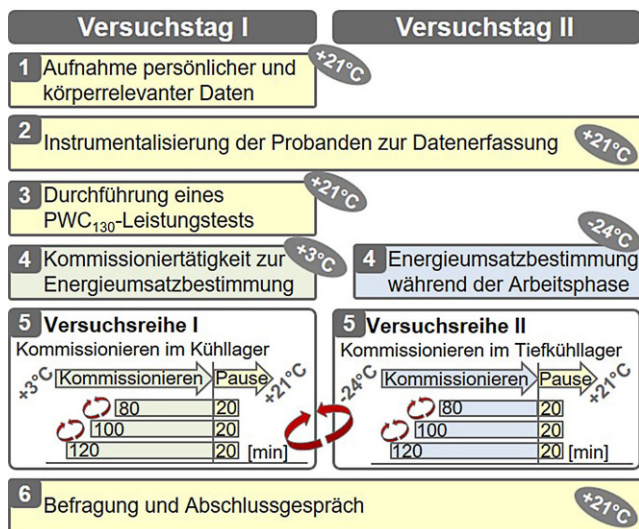 Versuchstag I
Versuchstag II
1 Aufnahme persönlicher und
körperrelevanter Daten
+21°C
2 Instrumentalisierung der Probanden zur Datenerfassung
+21°C
3 Durchführung eines
PWC130-Leistungstests
+21°C
4 Kommissioniertätigkeit zur
Energieumsatzbestimmung
+3°C
4 Energieumsatzbestimmung
während der Arbeitsphase
-24°C
5 Versuchsreihe I
Kommissionieren im Kühllager
+3°C Kommissionieren Pause +21°C
80 20
100 20
120 20 [min]
5 Versuchsreihe II
Kommissionieren im Tiefkühllager
-24°C Kommissionieren Pause +21°C
80 20
100 20
120 20 [min]
6 Befragung und Abschlussgespräch
+21°C